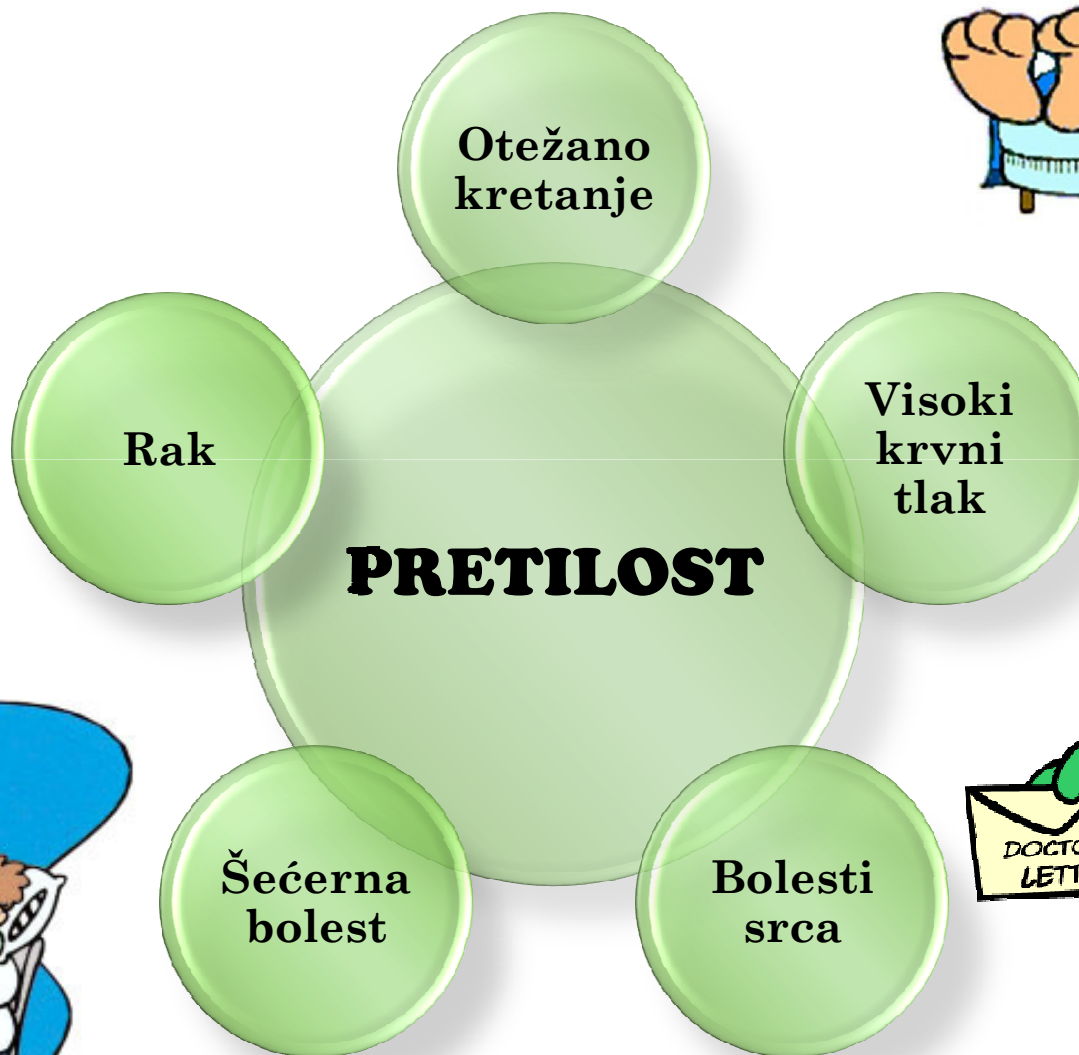 Otežano
kretanje
Rak
Visoki
krvni
tlak
PRETILOST
Šećerna
bolest
Bolesti
srca